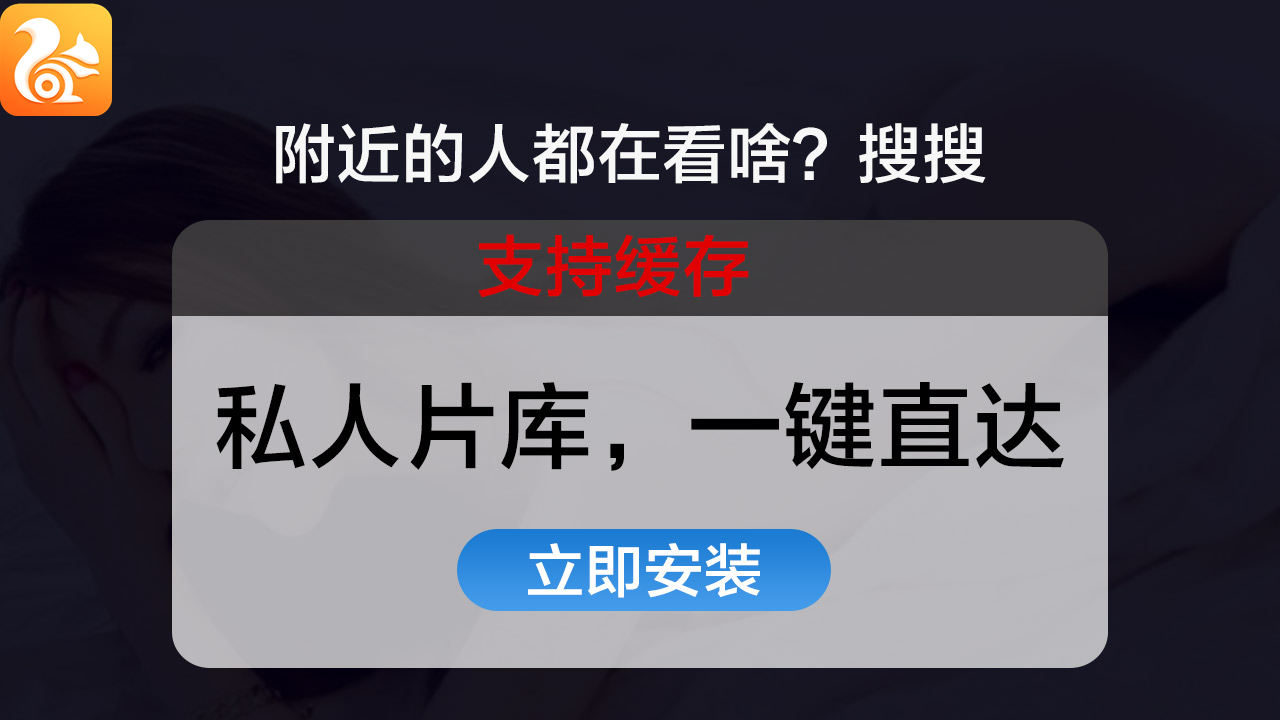 附近的人都在看啥？搜搜
支持缓存
私人片库，一键直达
立即安装